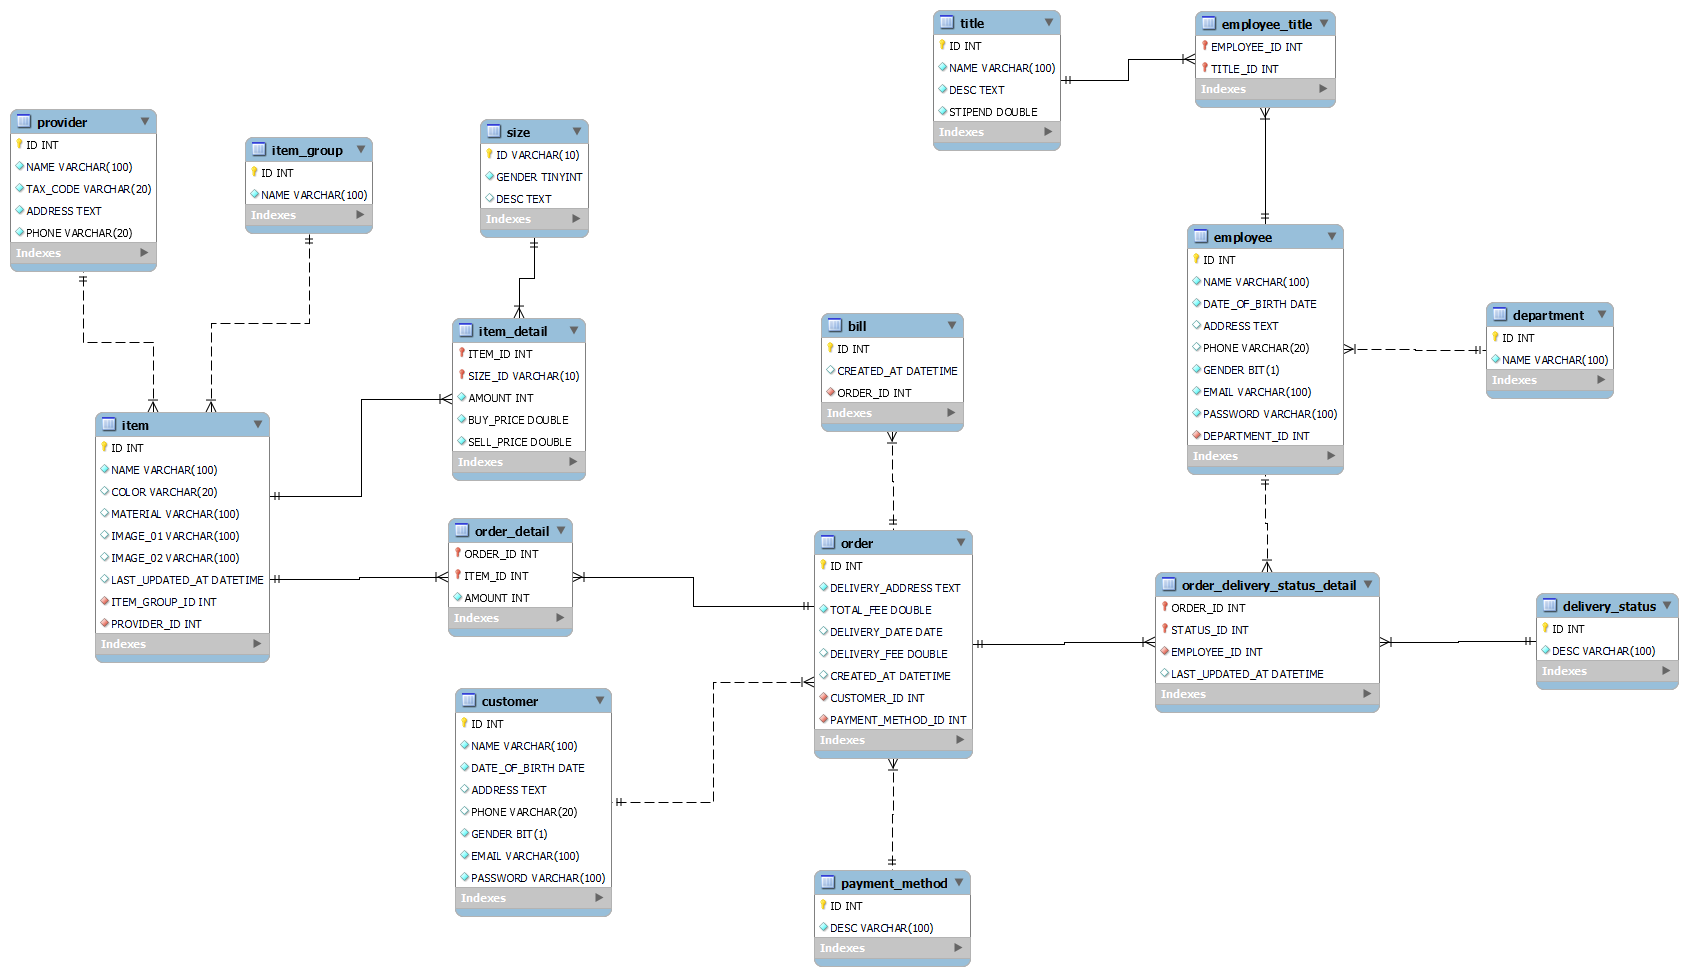 title
ID INT
NAME VARCHAR(100)
DESC TEXT
STIPEND DOUBLE
Indexes
employee_title
EMPLOYEE_ID INT
TITLE_ID INT
Indexes
provider
ID INT
NAME VARCHAR(100)
TAX_CODE VARCHAR(20)
ADDRESS TEXT
PHONE VARCHAR(20)
Indexes
item_group
ID INT
NAME VARCHAR(100)
Indexes
size
ID VARCHAR(10)
GENDER TINYINT
DESC TEXT
Indexes
employee
ID INT
NAME VARCHAR(100)
DATE_OF_BIRTH DATE
ADDRESS TEXT
PHONE VARCHAR(20)
GENDER BIT(1)
EMAIL VARCHAR(100)
PASSWORD VARCHAR(100)
DEPARTMENT_ID INT
Indexes
department
ID INT
NAME VARCHAR(100)
Indexes
item_detail
ITEM_ID INT
SIZE_ID VARCHAR(10)
AMOUNT INT
BUY_PRICE DOUBLE
SELL_PRICE DOUBLE
Indexes
bill
ID INT
CREATED_AT DATETIME
ORDER_ID INT
Indexes
item
ID INT
NAME VARCHAR(100)
COLOR VARCHAR(20)
MATERIAL VARCHAR(100)
IMAGE_01 VARCHAR(100)
IMAGE_02 VARCHAR(100)
LAST_UPDATED_AT DATETIME
ITEM_GROUP_ID INT
PROVIDER_ID INT
Indexes
order_detail
ORDER_ID INT
ITEM_ID INT
AMOUNT INT
Indexes
order
ID INT
DELIVERY_ADDRESS TEXT
TOTAL_FEE DOUBLE
DELIVERY_DATE DATE
DELIVERY_FEE DOUBLE
CREATED_AT DATETIME
CUSTOMER_ID INT
PAYMENT_METHOD_ID INT
Indexes
order_delivery_status_detail
ORDER_ID INT
STATUS_ID INT
EMPLOYEE_ID INT
LAST_UPDATED_AT DATETIME
Indexes
delivery_status
ID INT
DESC VARCHAR(100)
Indexes
customer
ID INT
NAME VARCHAR(100)
DATE_OF_BIRTH DATE
ADDRESS TEXT
PHONE VARCHAR(20)
GENDER BIT(1)
EMAIL VARCHAR(100)
PASSWORD VARCHAR(100)
Indexes
payment_method
ID INT
DESC VARCHAR(100)
Indexes